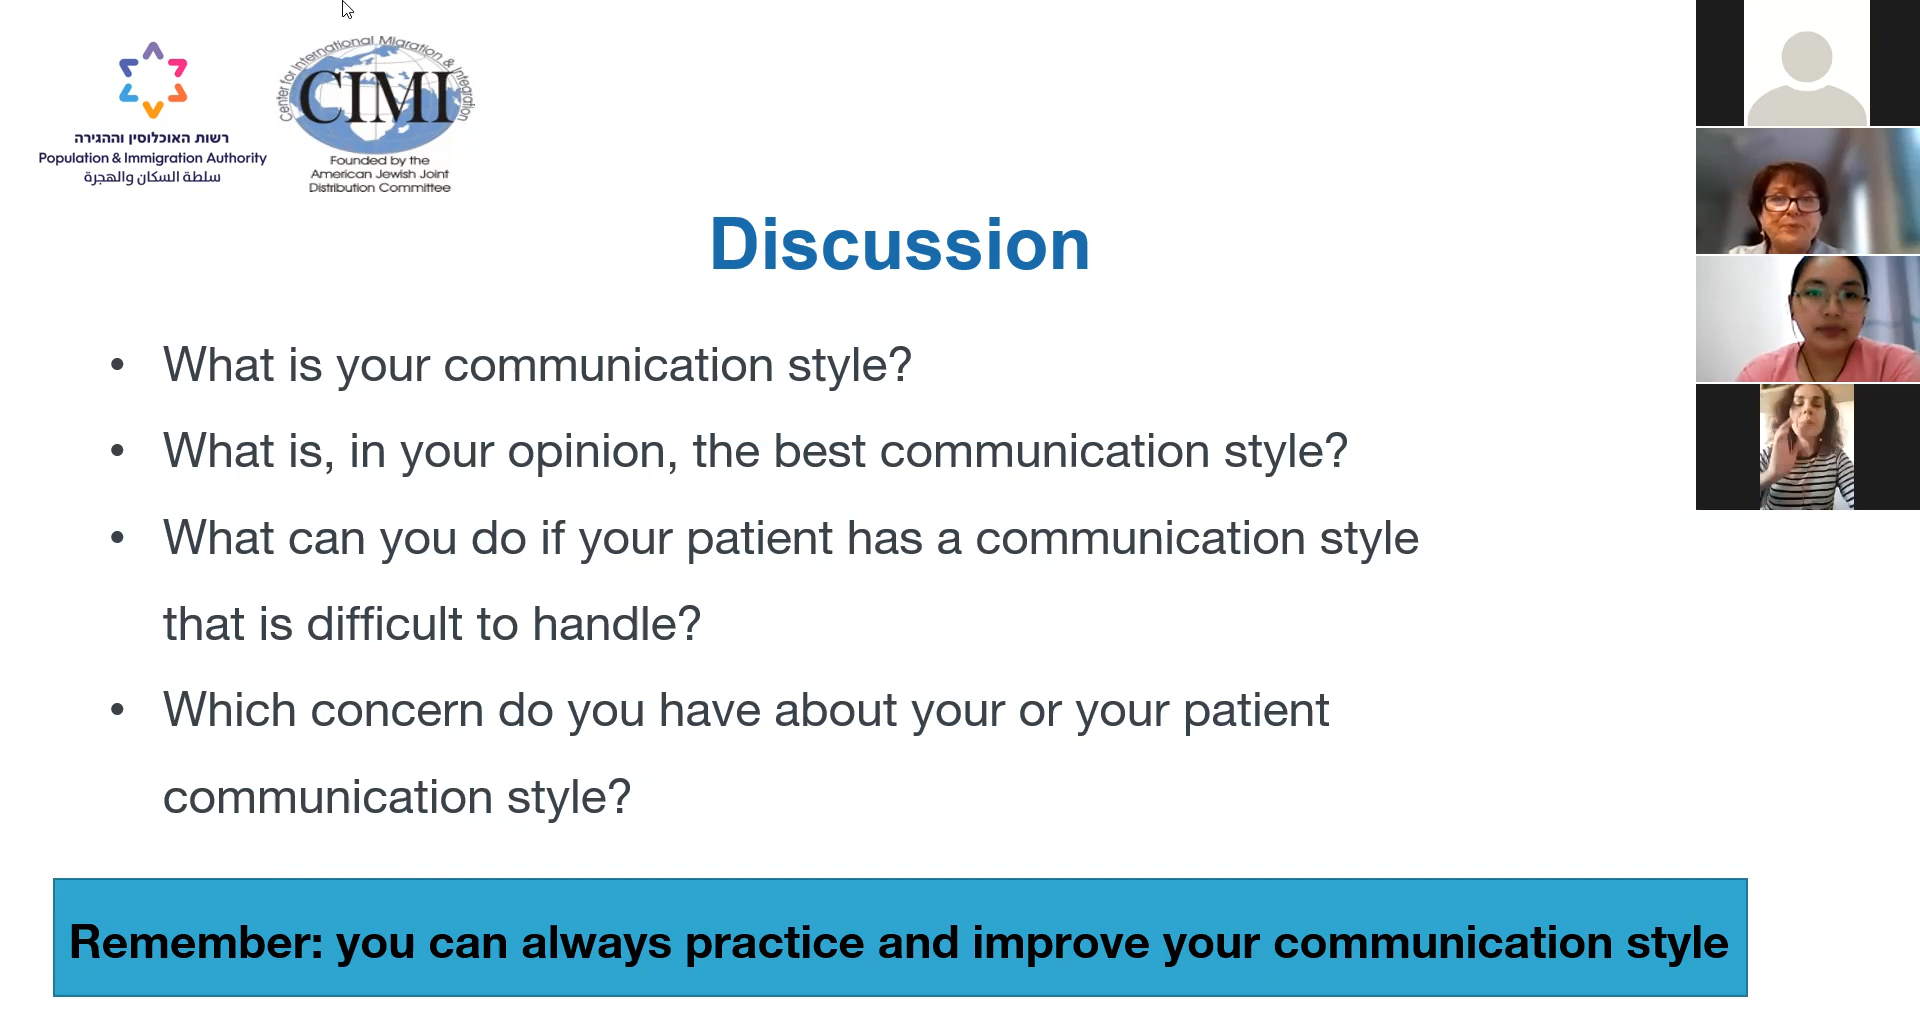 רשות האוכלוסין וההגירה
Population & Immigration Authority
سلطة السكان والهجرة
Center for International Migration & Integration
CIMI
Founded by the
American Jewish Joint
Distribution Committee
Discussion
• What is your communication style?
• What is, in your opinion, the best communication style?
• What can you do if your patient has a communication style
that is difficult to handle?
• Which concern do you have about your or your patient
communication style?
Remember: you can always practice and improve your communication style